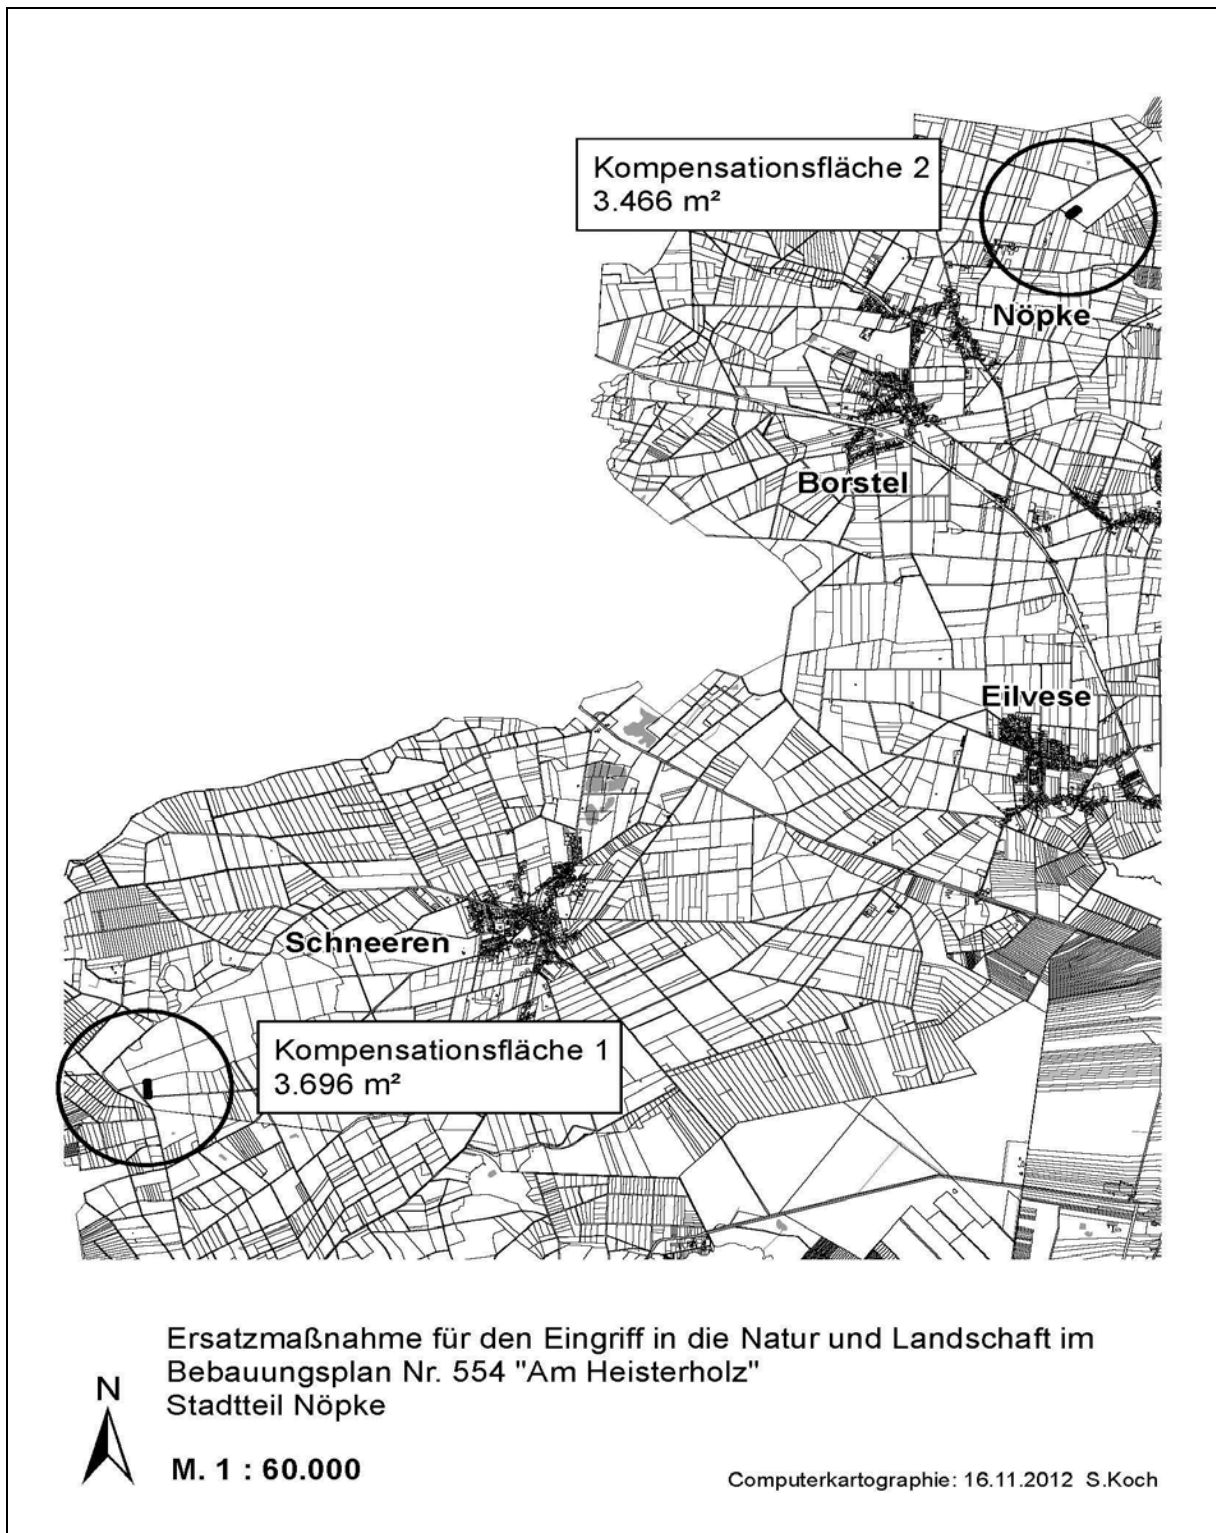 Kompensationsfläche 2
3.466 m²
Nöpke
Borstel
Eilvese
Schneeren
Kompensationsfläche 1
3.696 m²
Ersatzmaßnahme für den Eingriff in die Natur und Landschaft im
Bebauungsplan Nr. 554 "Am Heisterholz"
Stadtteil Nöpke
N
M. 1 : 60.000
Computerkartographie: 16.11.2012 S.Koch